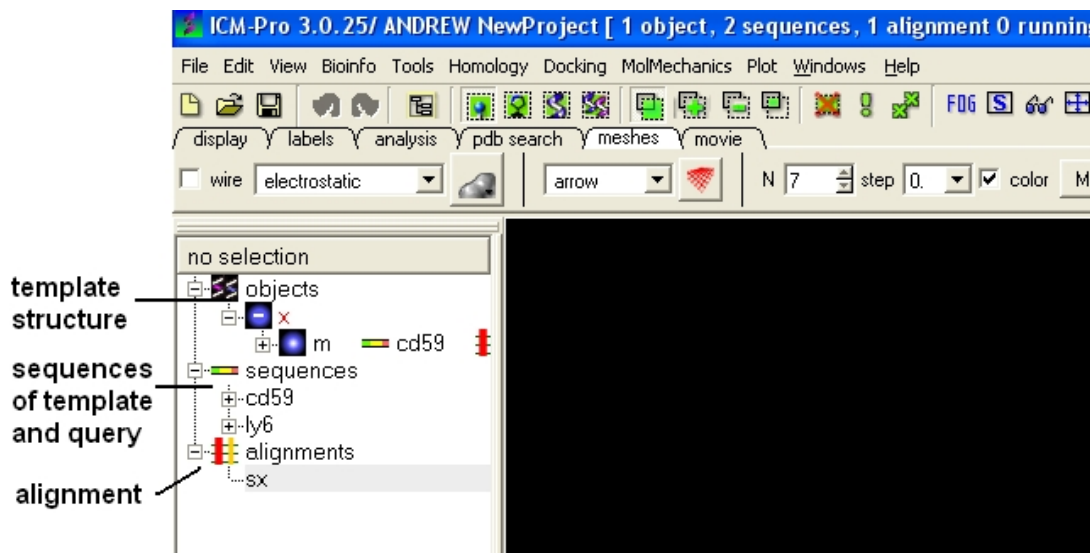 ICM-Pro 3.0.25/ ANDREW NewProject [ 1 object, 2 sequences, 1 alignment 0 running
File Edit View Bioinfo Tools Homology Docking MolMechanics Plot Windows Help
FOG S
display labels analysis pdb search meshes movie
wire electrostatic arrow N 7 step 0. color M
no selection
template
structure
objects
x
m cd59
sequences
of template
and query
sequences
cd59
ly6
alignment
alignments
sx